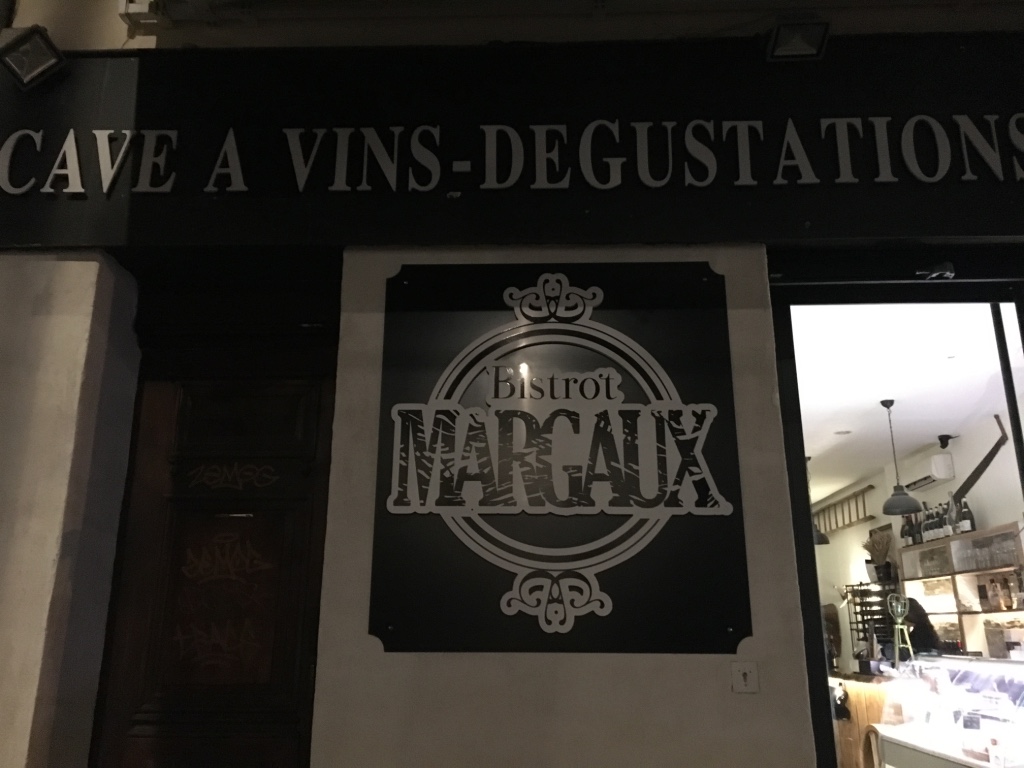 CAVE A VINS-DEGUSTATIONS
Bistrot
MARGAUX